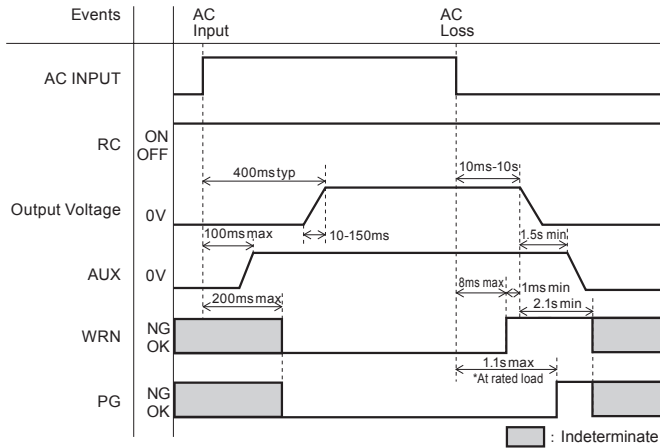 Events
AC
Input
AC
Loss
AC INPUT
RC
ON
OFF
400ms typ
10ms-10s
Output Voltage
0V
10-150ms
100ms max
1.5s min
AUX
0V
8ms max
1ms min
200ms max
2.1s min
WRN
NG
OK
1.1s max
*At rated load
PG
NG
OK
: Indeterminate